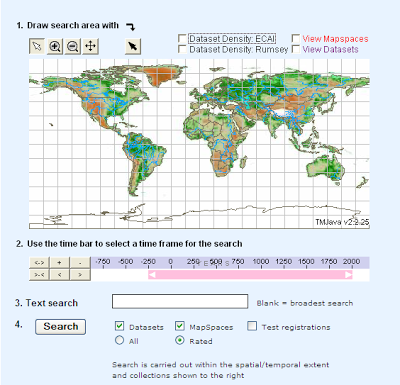 1. Draw search area with
Dataset Density: ECAI
View Mapspaces
Dataset Density: Rumsey
View Datasets
TMJava v2.2.25
2. Use the time bar to select a time frame for the search
<-> + -
-750 -500 -250 0 250 500 750 1000 1250 1500 1750 2000
>-< < >
3. Text search
Blank = broadest search
4. Search
Datasets
MapSpaces
Test registrations
All
Rated
Search is carried out within the spatial/temporal extent
and collections shown to the right